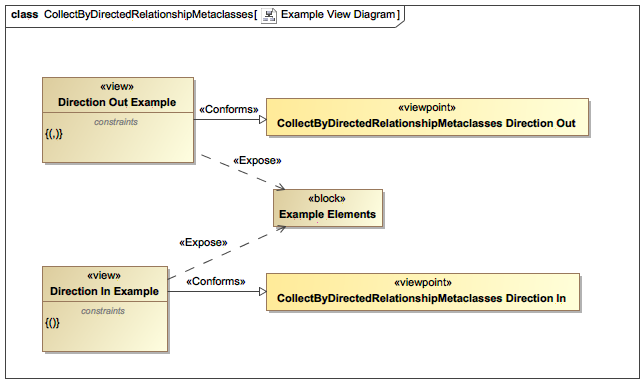 class CollectByDirectedRelationshipMetaclasses[ Example View Diagram ]
«view»
Direction Out Example
constraints
{(,)}
«Conforms»
«viewpoint»
CollectByDirectedRelationshipMetaclasses Direction Out
«Expose»
«block»
Example Elements
«Expose»
«view»
Direction In Example
constraints
{()}
«Conforms»
«viewpoint»
CollectByDirectedRelationshipMetaclasses Direction In